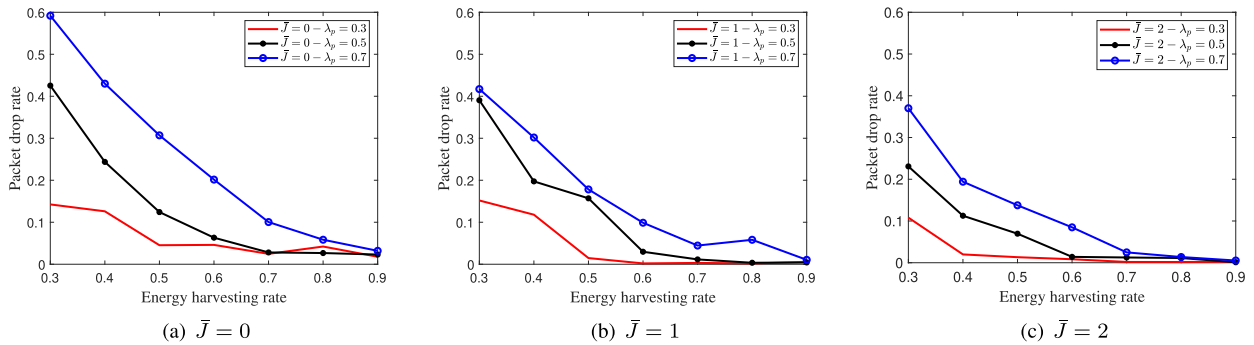 0.6
0.5
0.4
0.3
0.2
0.1
0
Packet drop rate
J̅ = 0 − λp = 0.3
J̅ = 0 − λp = 0.5
J̅ = 0 − λp = 0.7
0.3 0.4 0.5 0.6 0.7 0.8 0.9
Energy harvesting rate
(a) J̅ = 0
0.6
0.5
0.4
0.3
0.2
0.1
0
Packet drop rate
J̅ = 1 − λp = 0.3
J̅ = 1 − λp = 0.5
J̅ = 1 − λp = 0.7
0.3 0.4 0.5 0.6 0.7 0.8 0.9
Energy harvesting rate
(b) J̅ = 1
0.6
0.5
0.4
0.3
0.2
0.1
0
Packet drop rate
J̅ = 2 − λp = 0.3
J̅ = 2 − λp = 0.5
J̅ = 2 − λp = 0.7
0.3 0.4 0.5 0.6 0.7 0.8 0.9
Energy harvesting rate
(c) J̅ = 2